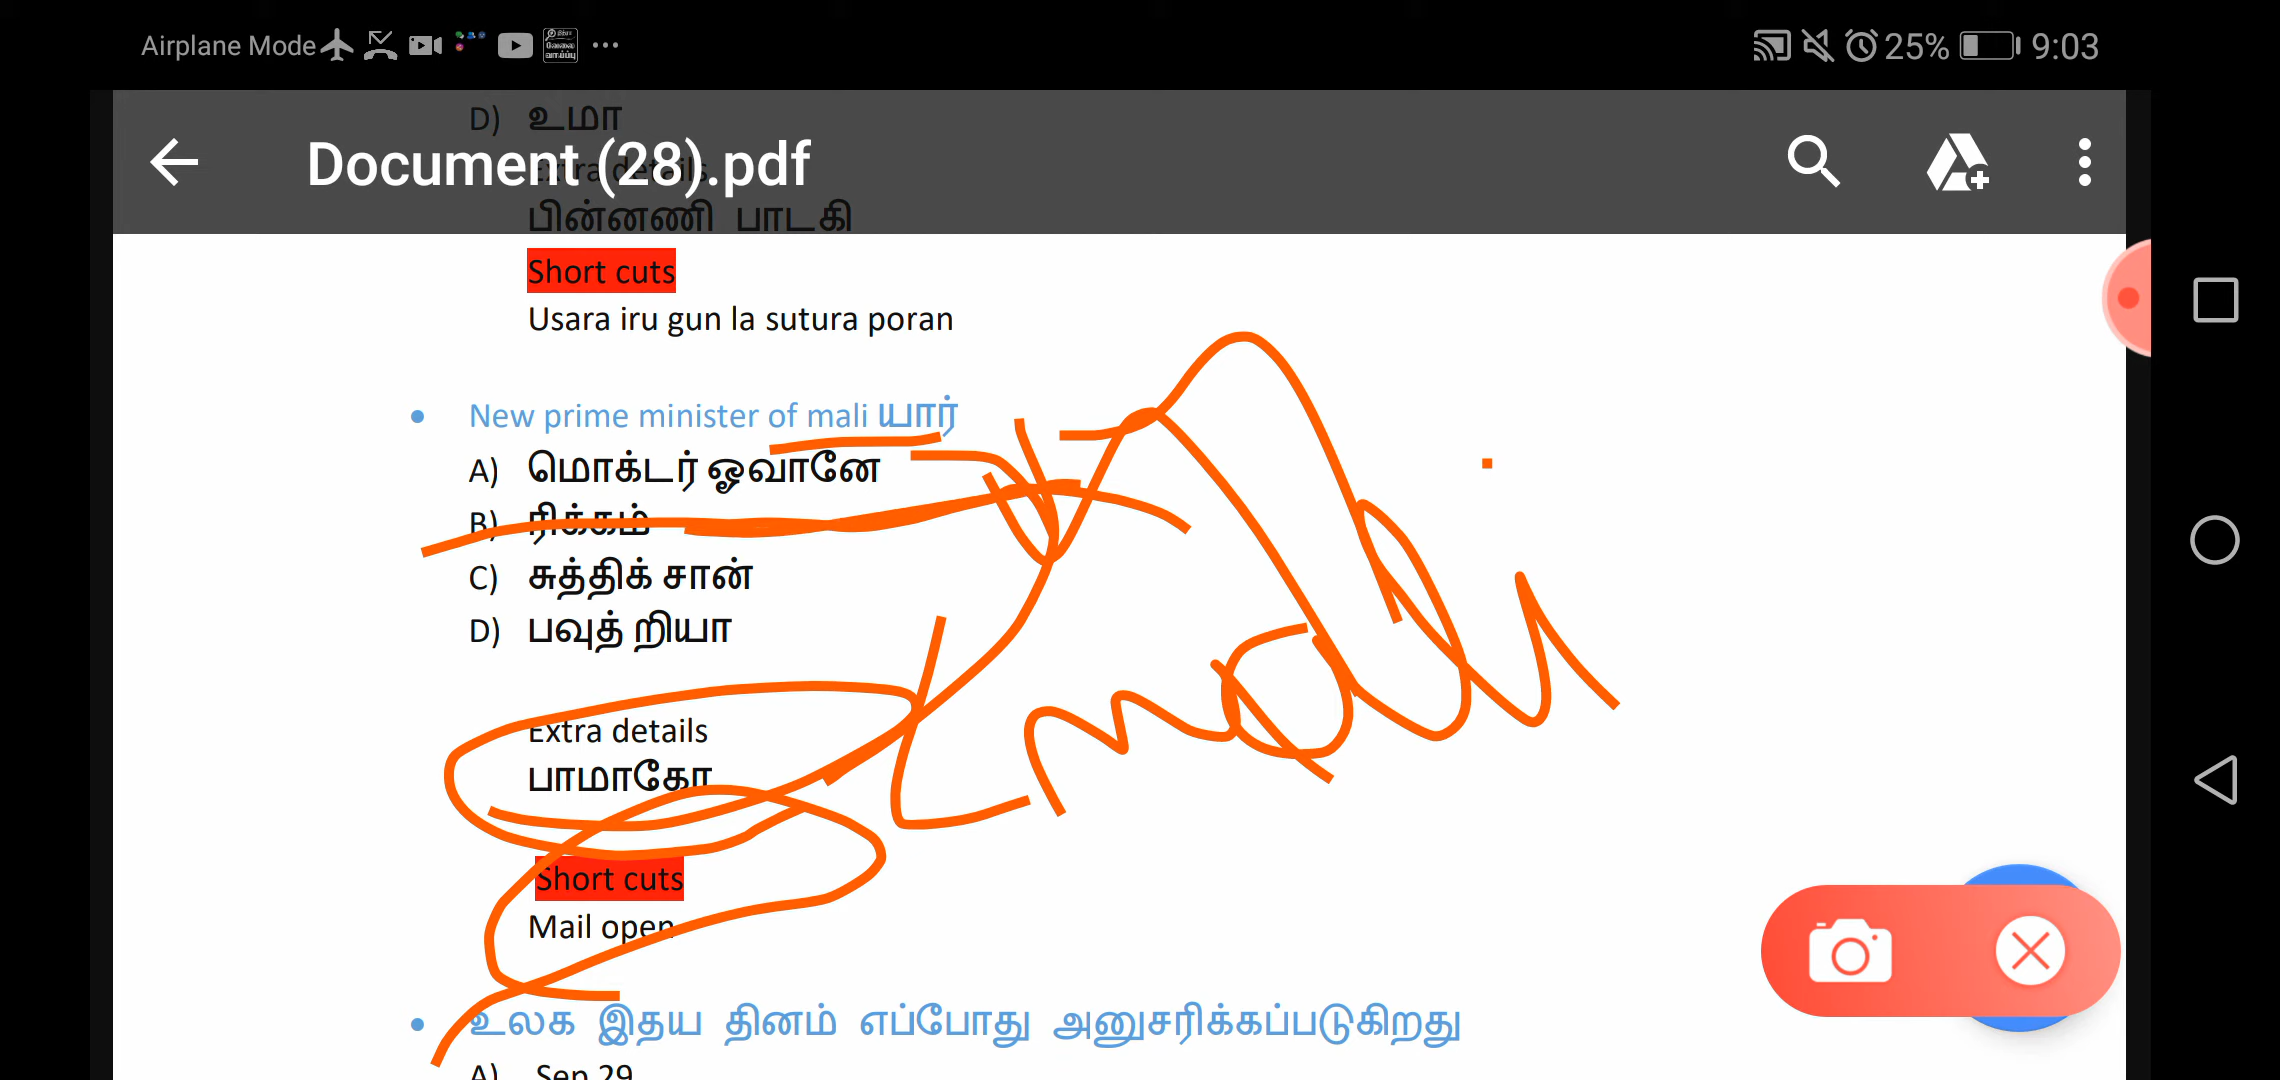 Airplane Mode 25% 9:03
D) உமா
Document (28).pdf
Extra details
பின்னணி பாடகி
Short cuts
Usara iru gun la sutura poran
New prime minister of mali யார்
A) மொக்டர் ஓவானே
B) ரிக்கம்
C) சுத்திக் சான்
D) பவுத் றியா
Extra details
பாமாகோ
Short cuts
Mail open
உலக இதய தினம் எப்போது அனுசரிக்கப்படுகிறது
A) Sep 29